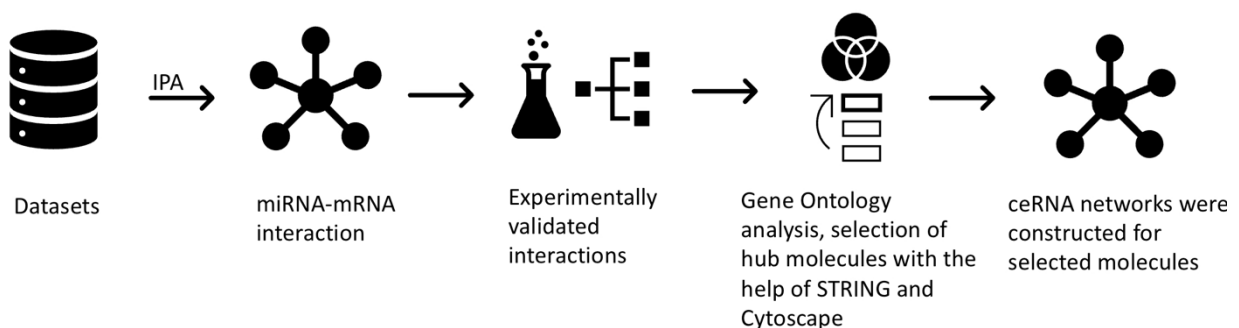 IPA
Datasets
miRNA-mRNA
interaction
Experimentally
validated
interactions
Gene Ontology
analysis, selection of
hub molecules with the
help of STRING and
Cytoscape
ceRNA networks were
constructed for
selected molecules